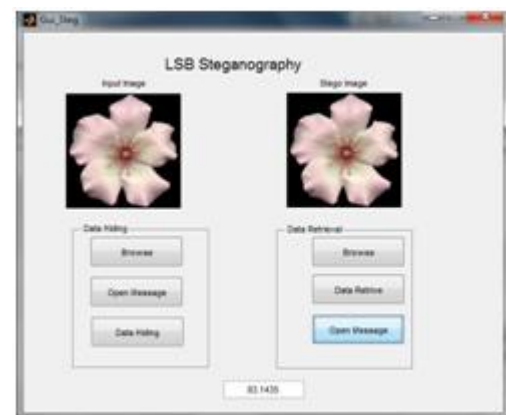 Gui_Steg
LSB Steganography
Input Image
Stego Image
Data Hiding
Browse
Open Message
Data Hiding
Data Retrieval
Browse
Data Retrive
Open Message
83.1435